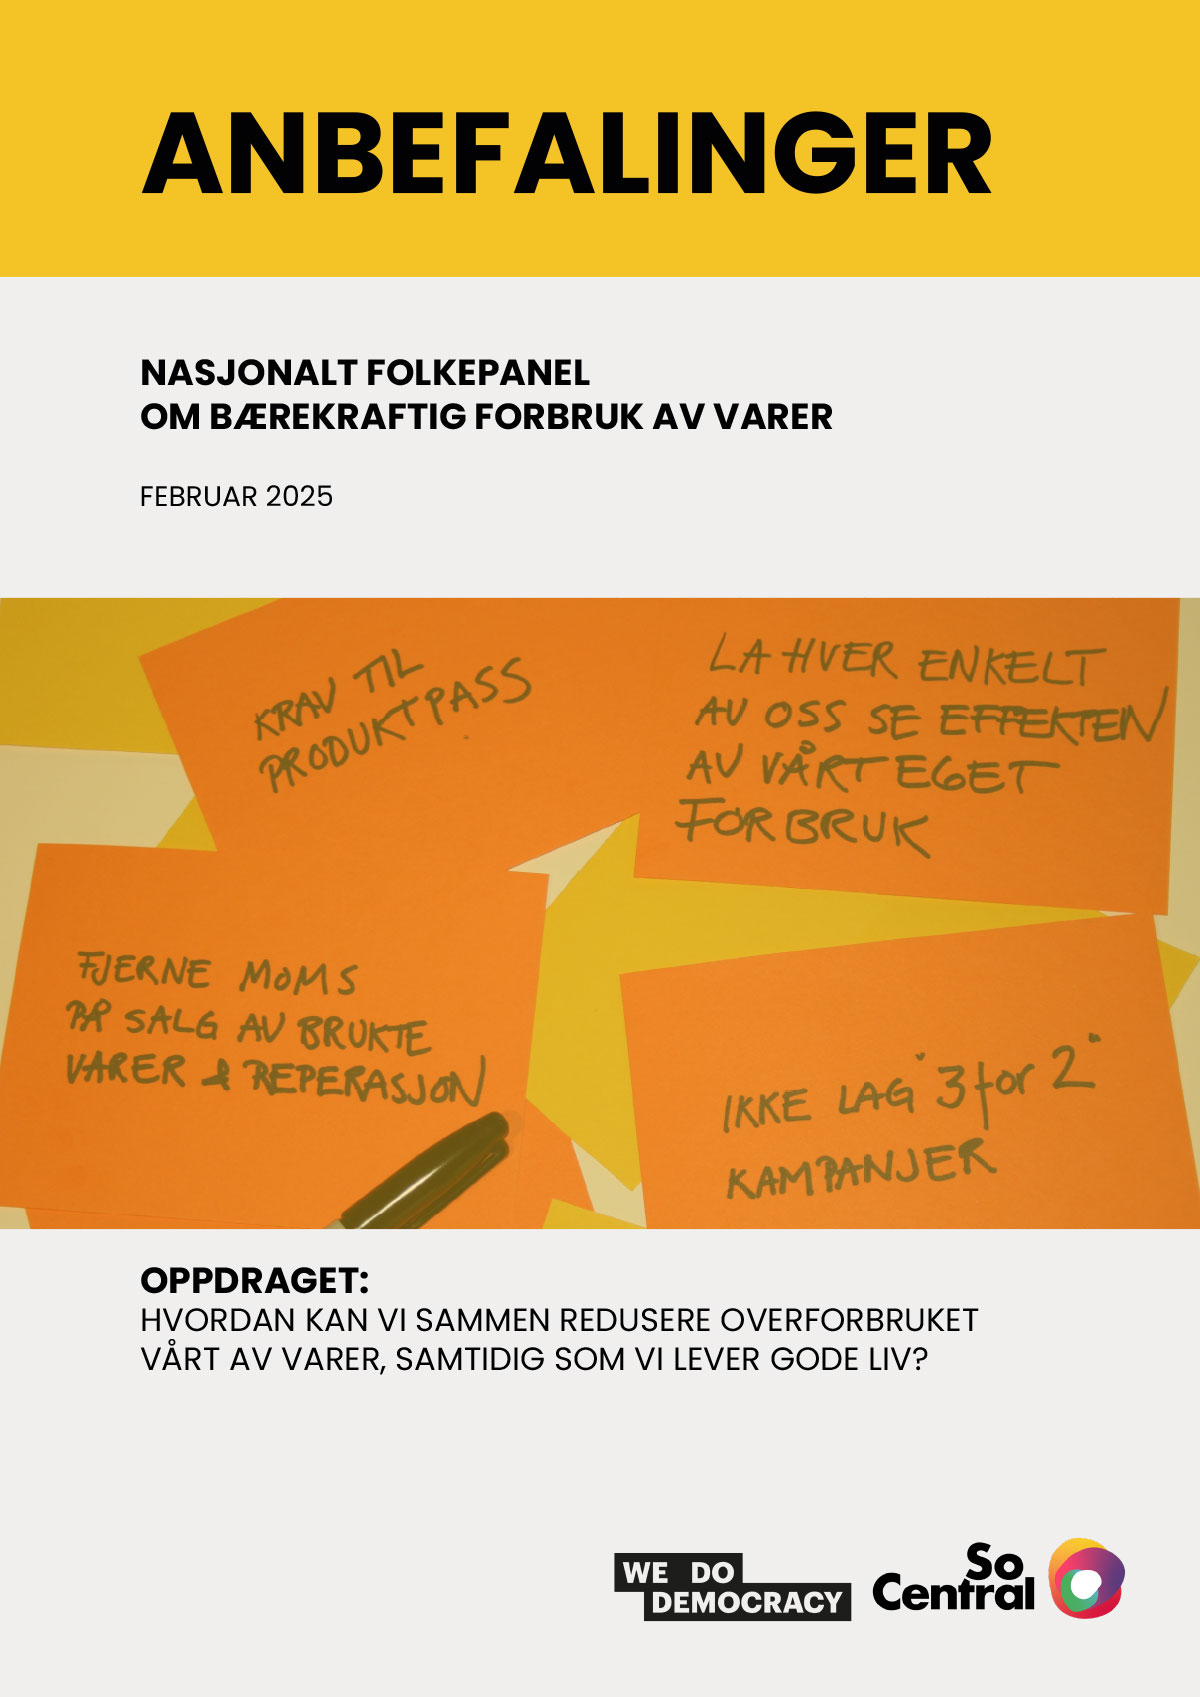 ANBEFALINGER
NASJONALT FOLKEPANEL
OM BÆREKRAFTIG FORBRUK AV VARER
FEBRUAR 2025
KRAV TIL
PRODUKTPASS
LA HVER ENKELT
AV OSS SE EFFEKTEN
AV VÅRT EGET
FORBRUK
FJERNE MOMS
PÅ SALG AV BRUKTE
VARER & REPERASJON
IKKE LAG "3 for 2"
KAMPANJER
OPPDRAGET:
HVORDAN KAN VI SAMMEN REDUSERE OVERFORBRUKET
VÅRT AV VARER, SAMTIDIG SOM VI LEVER GODE LIV?
WE DO
DEMOCRACY
So
Central